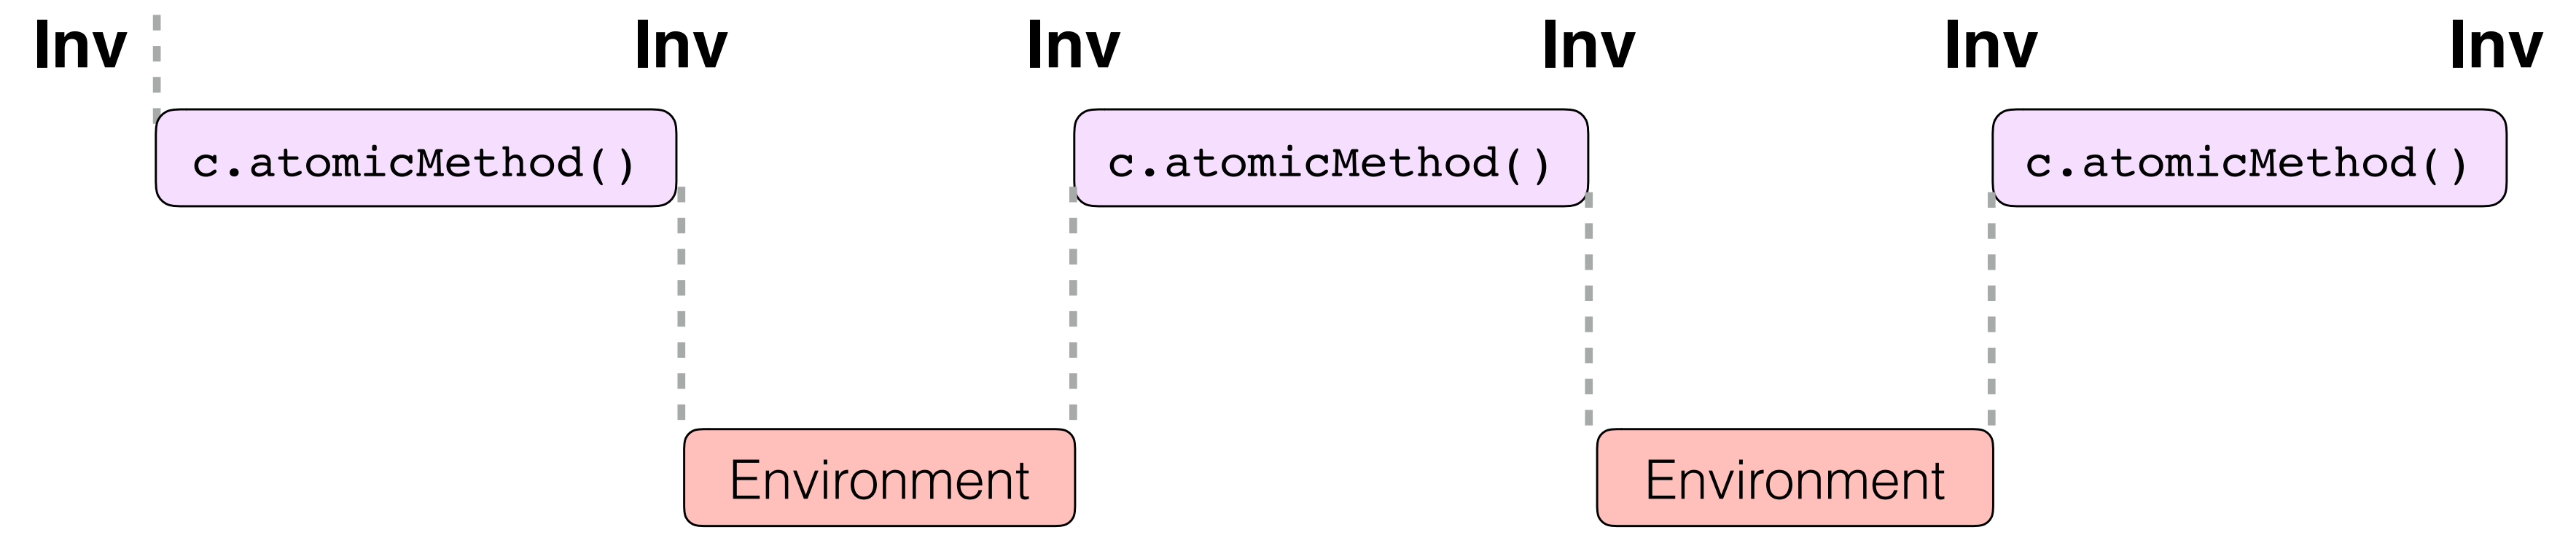 Inv Inv Inv Inv Inv Inv
c.atomicMethod() c.atomicMethod() c.atomicMethod()
Environment Environment